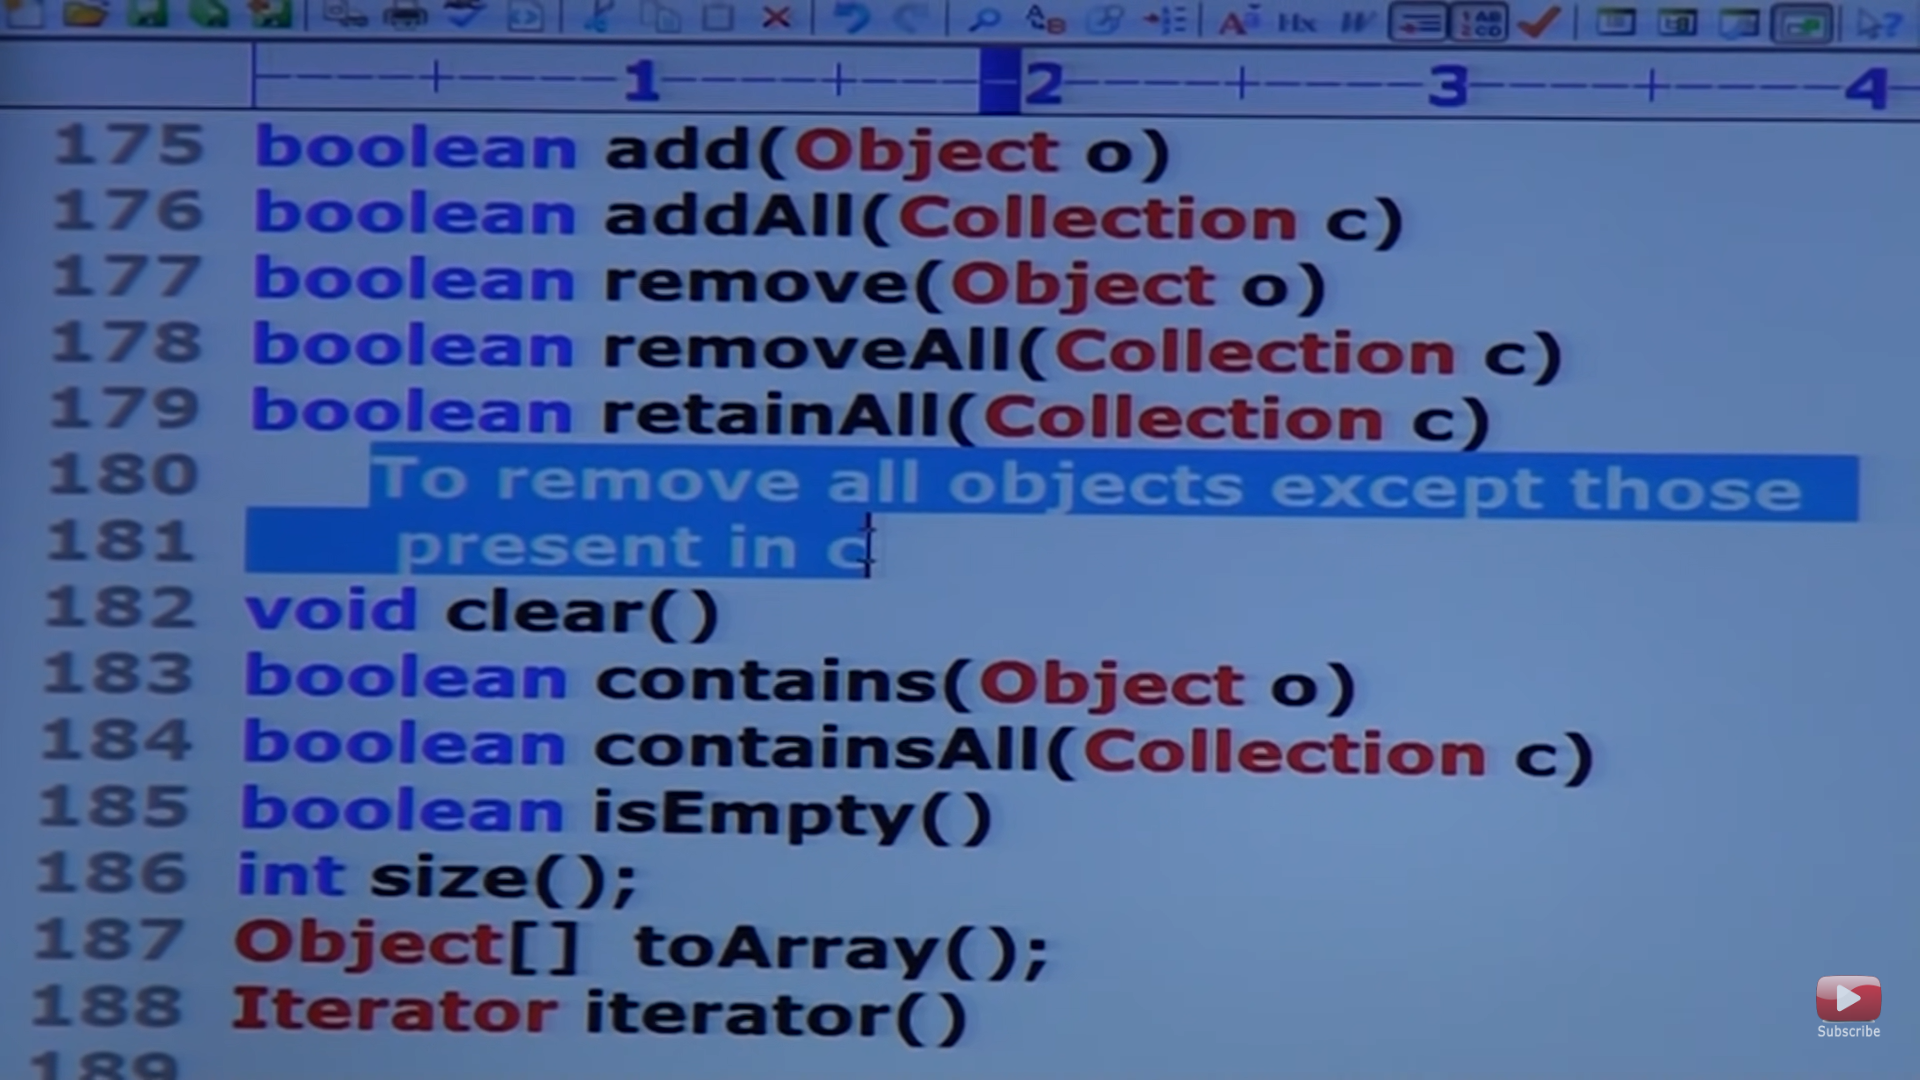 1 2 3 4
175 boolean add(Object o)
176 boolean addAll(Collection c)
177 boolean remove(Object o)
178 boolean removeAll(Collection c)
179 boolean retainAll(Collection c)
180 To remove all objects except those
181 present in c
182 void clear()
183 boolean contains(Object o)
184 boolean containsAll(Collection c)
185 boolean isEmpty()
186 int size();
187 Object[] toArray();
188 Iterator iterator()
189
Subscribe